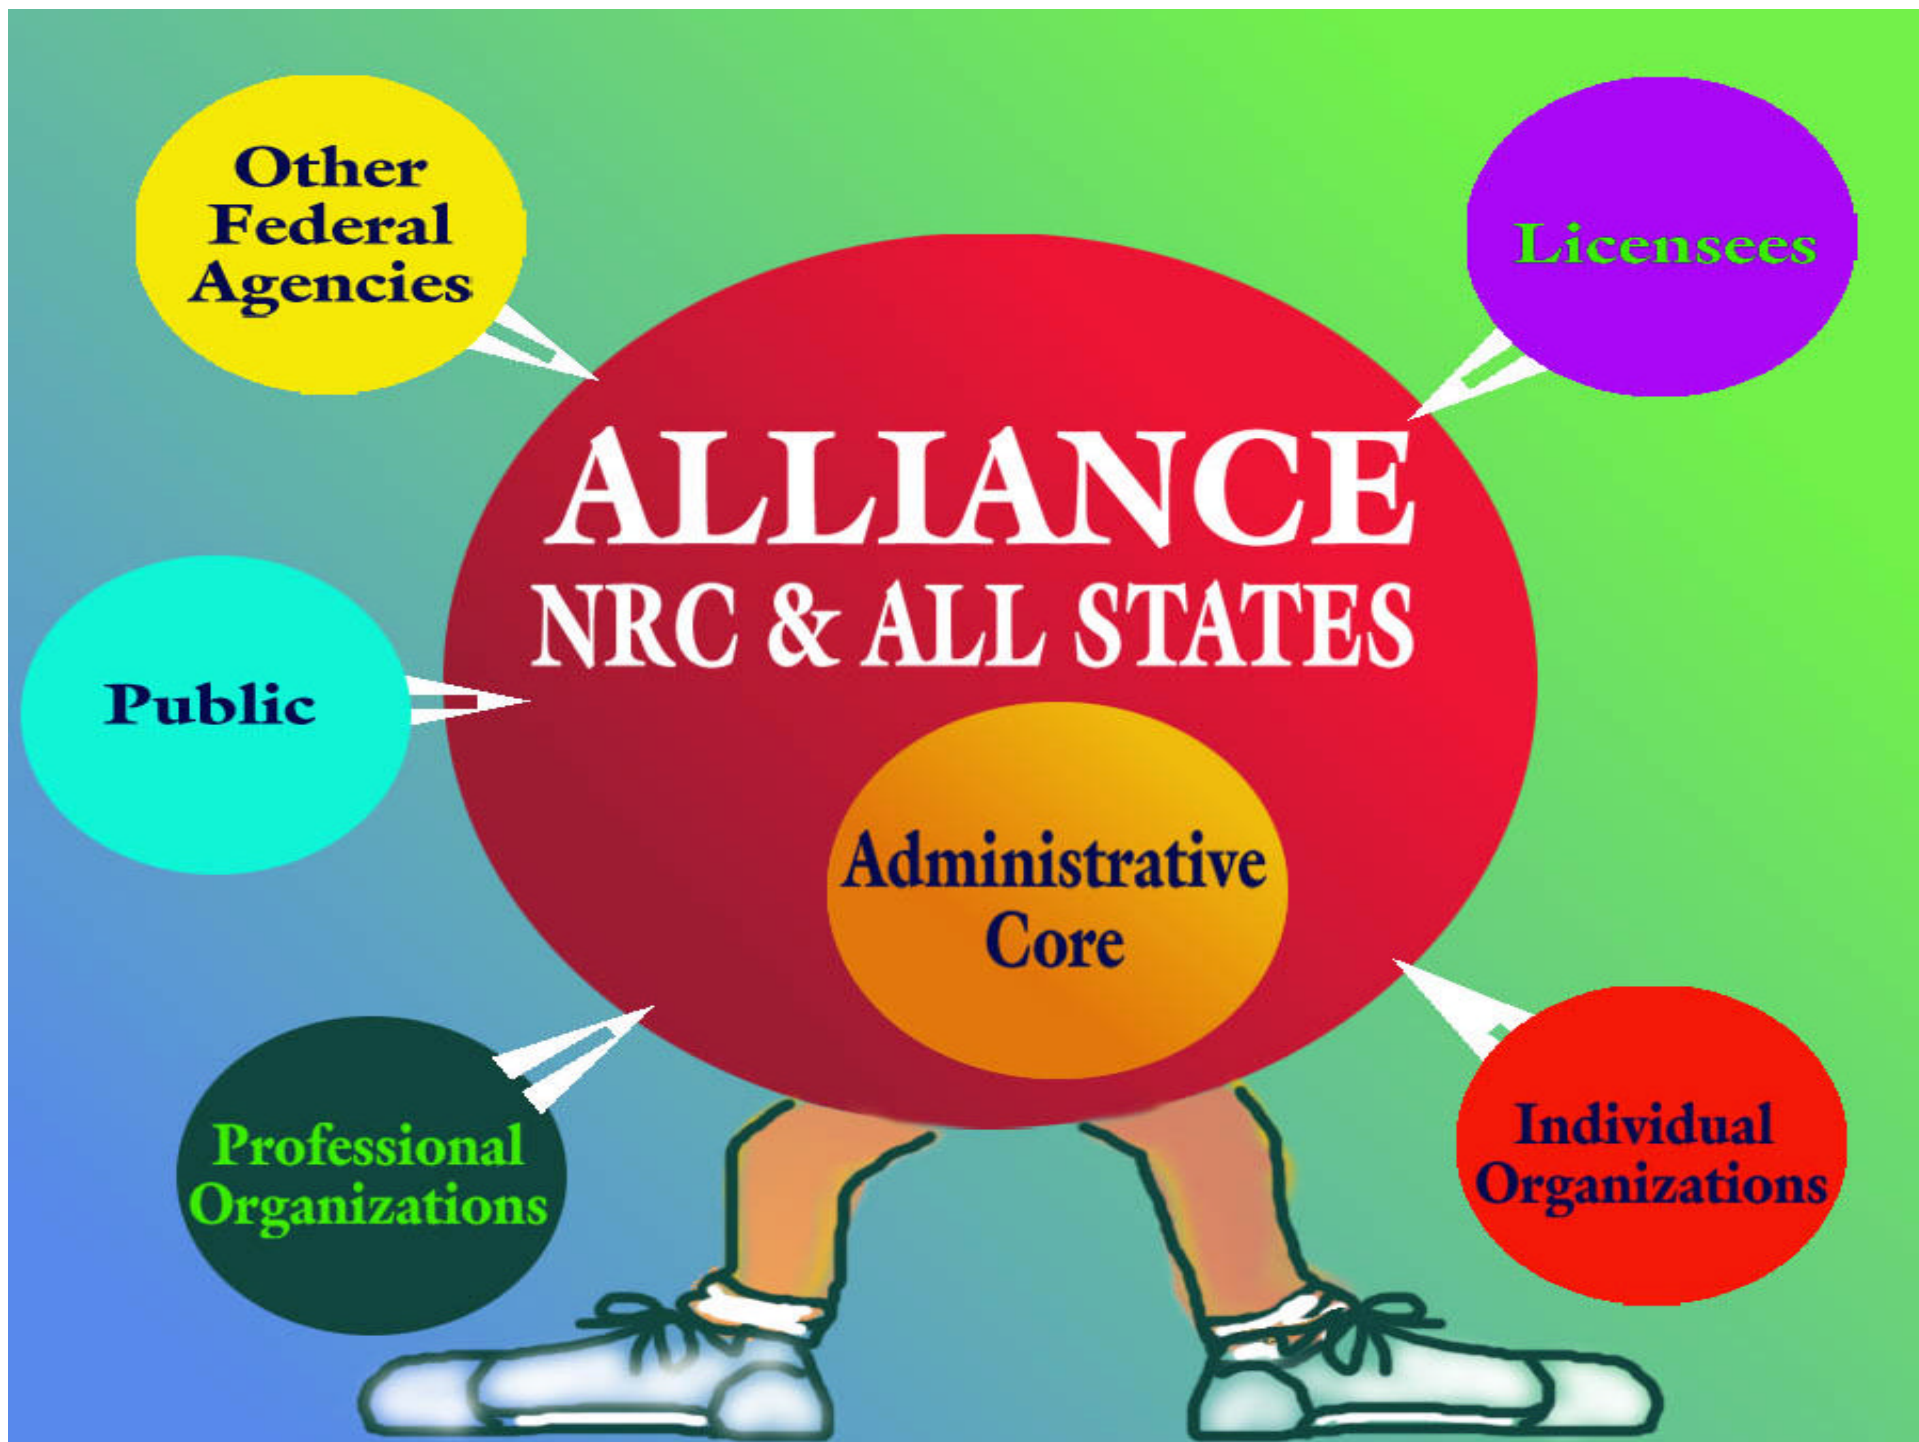 Other
Federal
Agencies
Licensees
ALLIANCE
NRC & ALL STATES
Public
Administrative
Core
Professional
Organizations
Individual
Organizations